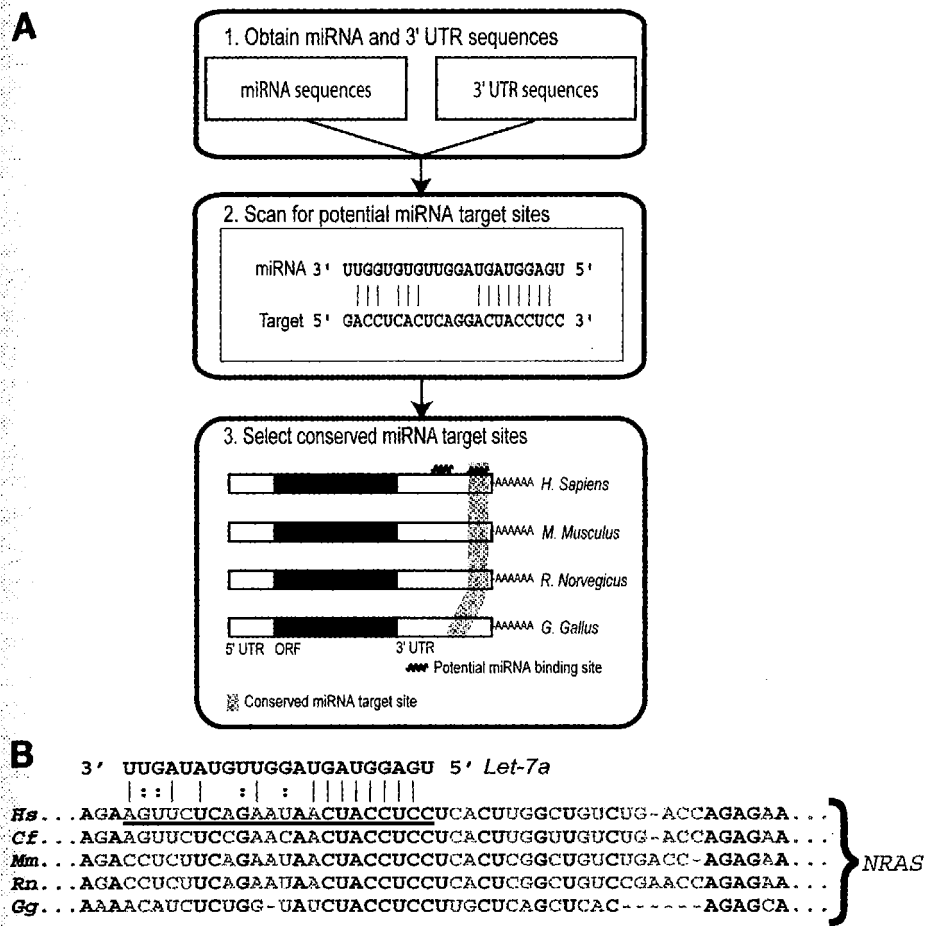 A
1. Obtain miRNA and 3' UTR sequences
miRNA sequences
3' UTR sequences
2. Scan for potential miRNA target sites
miRNA 3' UUGGUGUGUUGGAUGAUGGAGU 5'
Target 5' GACCUCACUCAGGACUACCUCC 3'
3. Select conserved miRNA target sites
AAAAAA H. Sapiens
AAAAAA M. Musculus
AAAAAA R. Norvegicus
AAAAAA G. Gallus
5' UTR ORF 3' UTR
Potential miRNA binding site
Conserved miRNA target site
B
3' UUGAUAUGUUGGAUGAUGGAGU 5' Let-7a
Hs...AGAAGUUCUCAGAAUAACUACCUCCUCACUUGGCUGUCUG-ACCAGAGAA...
Cf...AGAAGUUCUCCGAACAACUACCUCCUCACUUGGUUGUCUG-ACCAGAGAA...
Mm...AGACCUCUUCAGAAUAACUACCUCCUCACUCGGCUGUCUGACC-AGAGAA...
Rn...AGACCUCUUCAGAAUAACUACCUCCUCACUCGGCUGUCCGAACCAGAGAA...
Gg...AAAACAUCUCUGG-UAUCUACCUCCUUGCUCAGCUCAC------AGAGCA...
NRAS